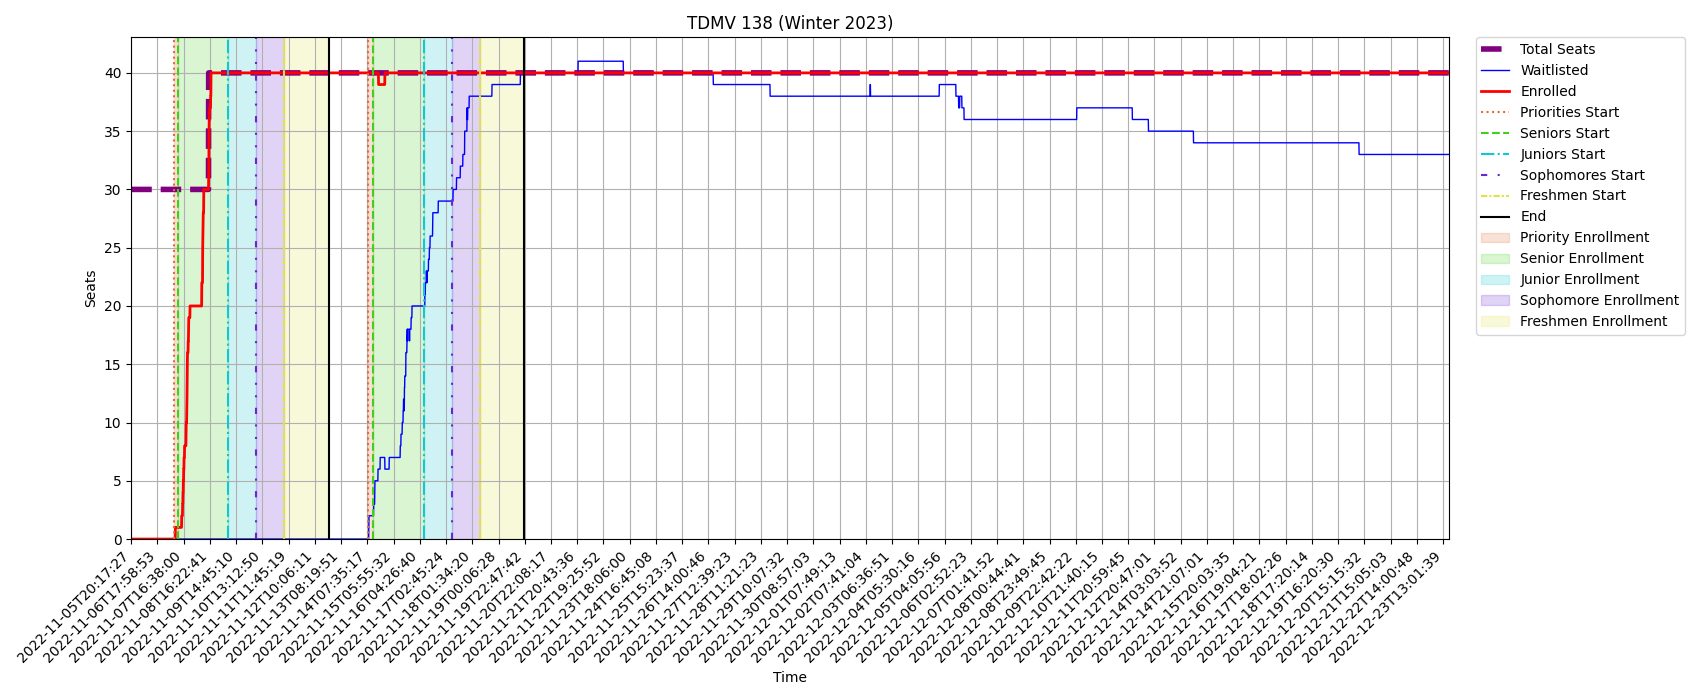 TDMV 138 (Winter 2023)
Seats
40
35
30
25
20
15
10
5
0
2022-11-05T20:17:27
2022-11-06T17:58:53
2022-11-07T16:38:00
2022-11-08T16:22:41
2022-11-09T14:45:10
2022-11-10T13:12:50
2022-11-11T11:45:19
2022-11-12T10:06:11
2022-11-13T08:19:51
2022-11-14T07:35:17
2022-11-15T05:55:32
2022-11-16T04:26:40
2022-11-17T02:45:24
2022-11-18T01:34:20
2022-11-19T00:06:28
2022-11-19T22:47:42
2022-11-20T22:08:17
2022-11-21T20:43:36
2022-11-22T19:25:52
2022-11-23T18:06:00
2022-11-24T16:45:08
2022-11-25T15:23:37
2022-11-26T14:00:46
2022-11-27T12:39:23
2022-11-28T11:21:23
2022-11-29T10:07:32
2022-11-30T08:57:03
2022-12-01T07:49:13
2022-12-02T07:41:04
2022-12-03T06:36:51
2022-12-04T05:30:16
2022-12-05T04:05:56
2022-12-06T02:52:23
2022-12-07T01:41:52
2022-12-08T00:44:41
2022-12-08T23:49:45
2022-12-09T22:42:22
2022-12-10T21:40:15
2022-12-11T20:59:45
2022-12-12T20:47:01
2022-12-14T03:03:52
2022-12-14T21:07:01
2022-12-15T20:03:35
2022-12-16T19:04:21
2022-12-17T18:02:26
2022-12-18T17:20:14
2022-12-19T16:20:30
2022-12-20T15:15:32
2022-12-21T15:05:03
2022-12-22T14:00:48
2022-12-23T13:01:39
Time
Total Seats
Waitlisted
Enrolled
Priorities Start
Seniors Start
Juniors Start
Sophomores Start
Freshmen Start
End
Priority Enrollment
Senior Enrollment
Junior Enrollment
Sophomore Enrollment
Freshmen Enrollment